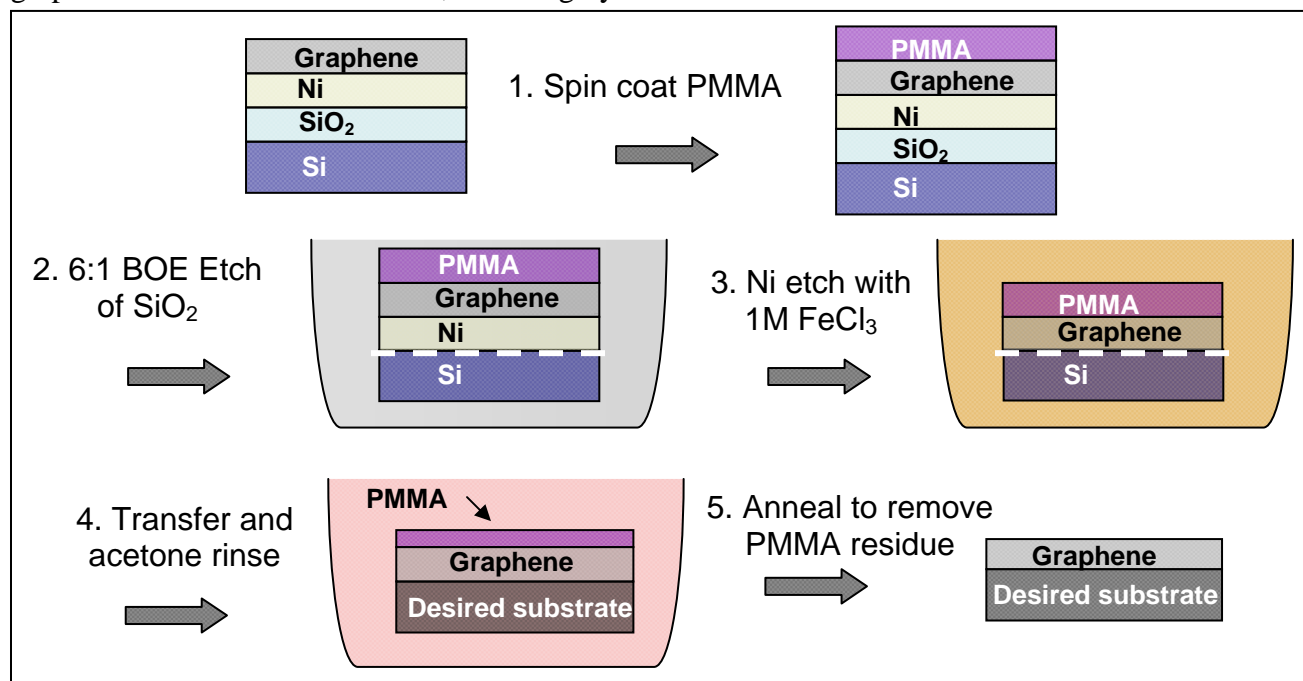 Graphene
Ni
SiO₂
Si
1. Spin coat PMMA
PMMA
Graphene
Ni
SiO₂
Si
2. 6:1 BOE Etch
of SiO₂
PMMA
Graphene
Ni
Si
3. Ni etch with
1M FeCl₃
PMMA
Graphene
Si
4. Transfer and
acetone rinse
PMMA
Graphene
Desired substrate
5. Anneal to remove
PMMA residue
Graphene
Desired substrate